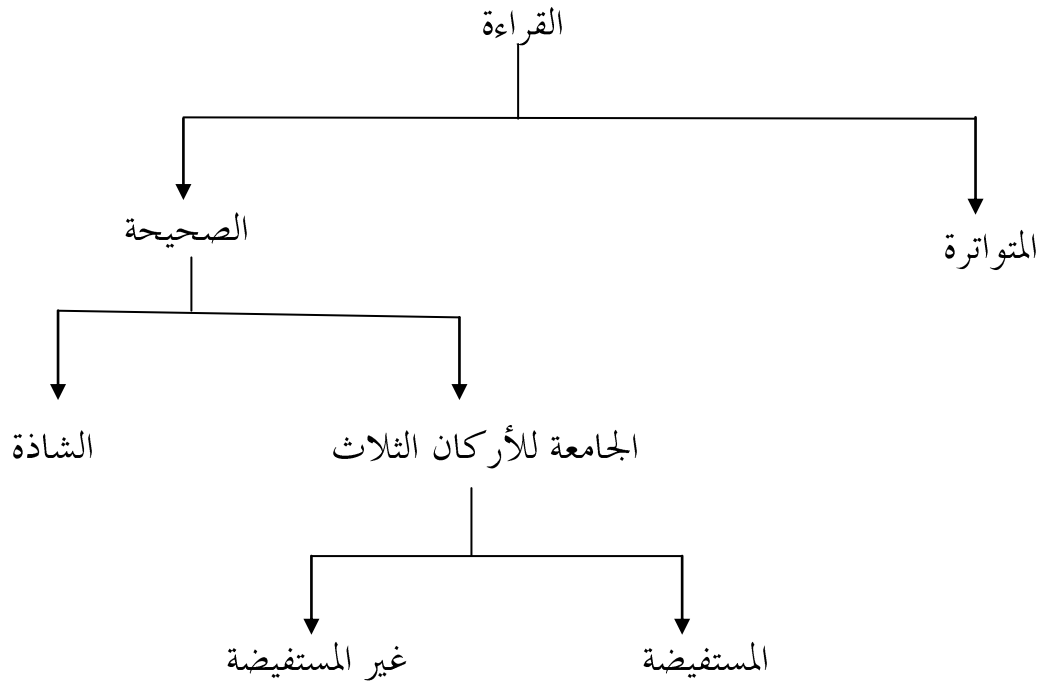 القراءة
المتواترة
الصحيحة
الجامعة للأركان الثلاث
الشاذة
المستفيضة
غير المستفيضة